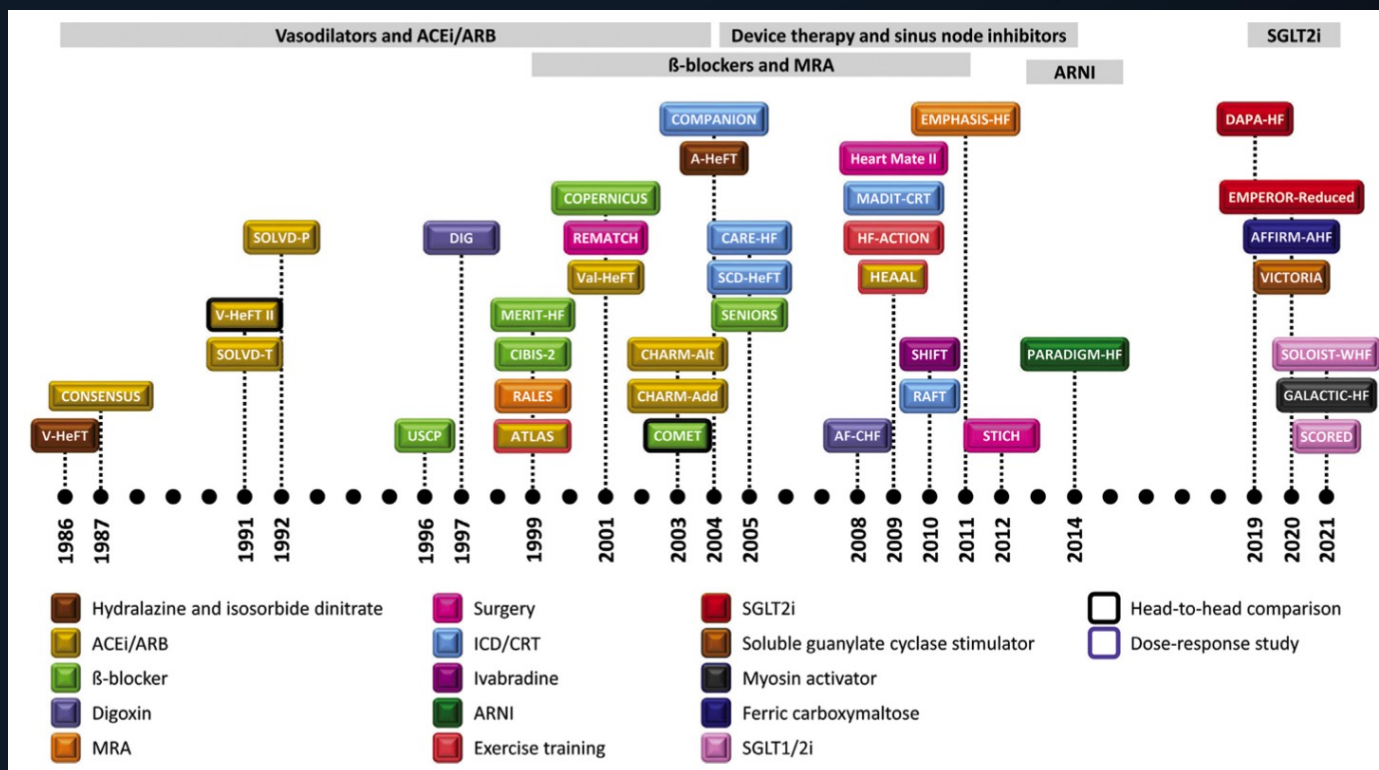 Vasodilators and ACEi/ARB
Device therapy and sinus node inhibitors
SGLT2i
ß-blockers and MRA
ARNI
COMPANION
EMPHASIS-HF
DAPA-HF
A-HeFT
Heart Mate II
COPERNICUS
MADIT-CRT
EMPEROR-Reduced
SOLVD-P
DIG
REMATCH
CARE-HF
HF-ACTION
AFFIRM-AHF
Val-HeFT
SCD-HeFT
HEAAL
VICTORIA
V-HeFT II
MERIT-HF
SENIORS
SOLVD-T
CIBIS-2
CHARM-Alt
SHIFT
PARADIGM-HF
SOLOIST-WHF
CONSENSUS
RALES
CHARM-Add
RAFT
GALACTIC-HF
V-HeFT
USCP
ATLAS
COMET
AF-CHF
STICH
SCORED
1986
1987
1991
1992
1996
1997
1999
2001
2003
2004
2005
2008
2009
2010
2011
2012
2014
2019
2020
2021
Hydralazine and isosorbide dinitrate
ACEi/ARB
ß-blocker
Digoxin
MRA
Surgery
ICD/CRT
Ivabradine
ARNI
Exercise training
SGLT2i
Soluble guanylate cyclase stimulator
Myosin activator
Ferric carboxymaltose
SGLT1/2i
Head-to-head comparison
Dose-response study